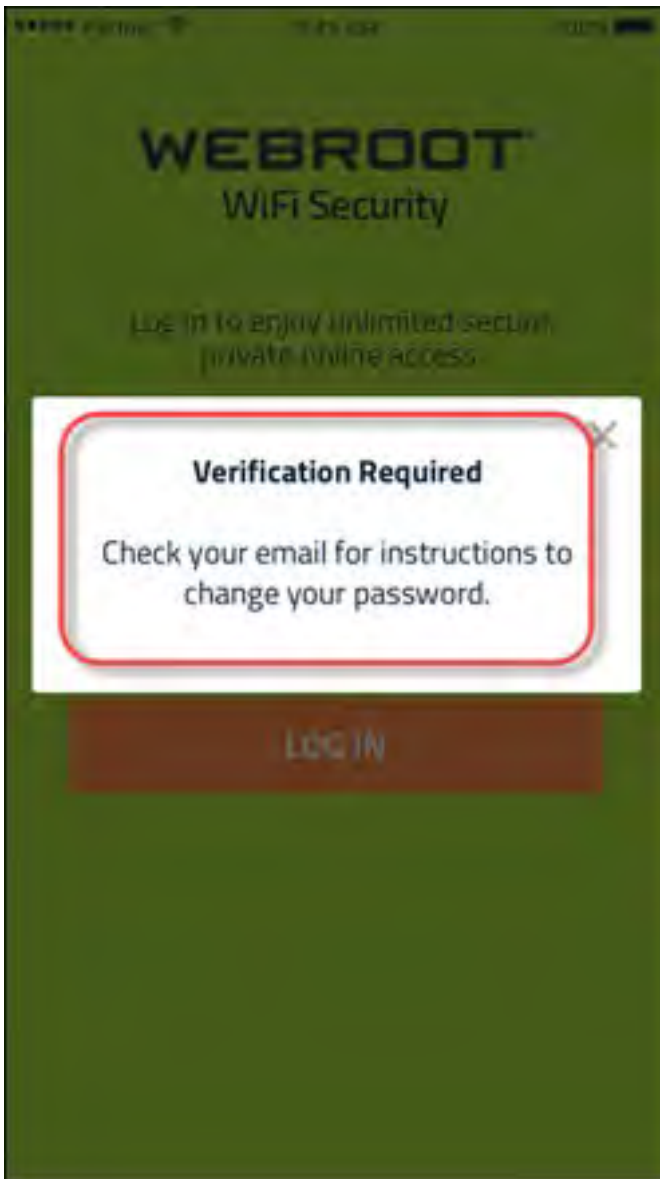 WEBROOT
WiFi Security
Log in to enjoy unlimited secure,
private online access
Verification Required
Check your email for instructions to
change your password.
LOG IN